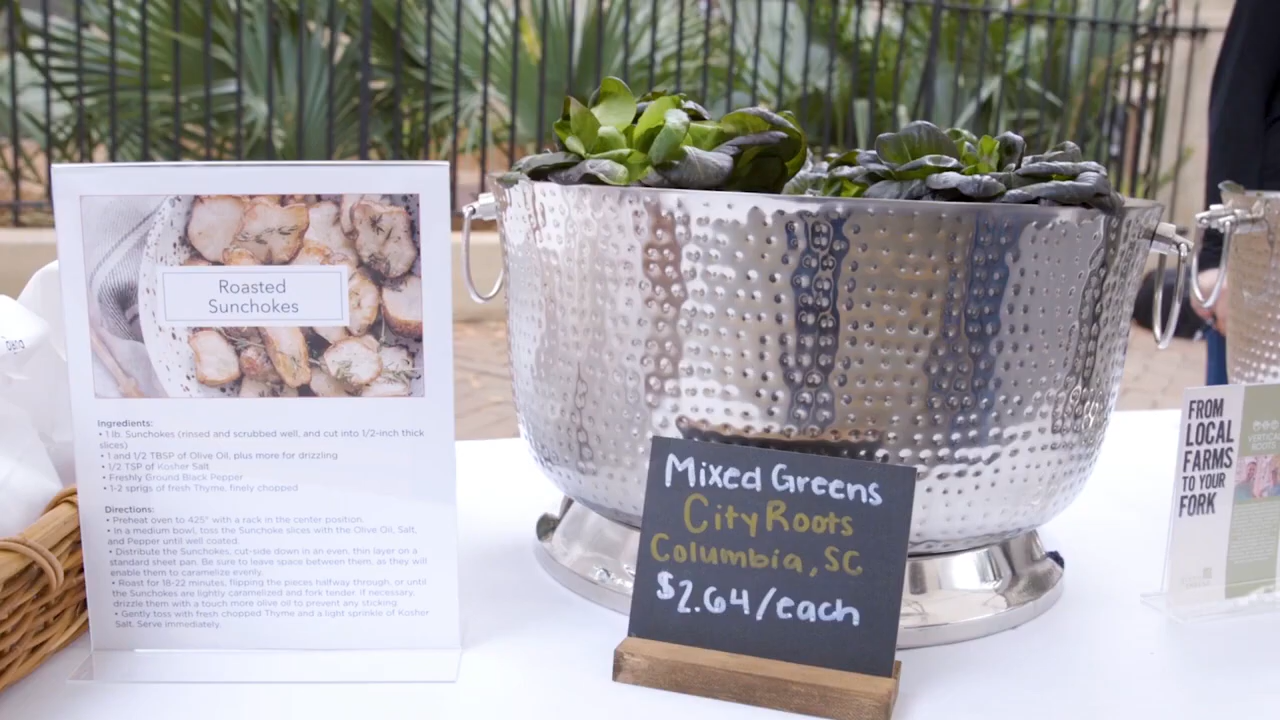 Roasted
Sunchokes
Ingredients:
• 1 lb. Sunchokes (rinsed and scrubbed well, and cut into 1/2-inch thick
slices)
• 1 and 1/2 TBSP of Olive Oil, plus more for drizzling
• 1/2 TSP of Kosher Salt
• Freshly Ground Black Pepper
• 1-2 sprigs of fresh Thyme, finely chopped
Directions:
• Preheat oven to 425° with a rack in the center position.
• In a medium bowl, toss the Sunchoke slices with the Olive Oil, Salt,
and Pepper until well coated.
• Distribute the Sunchokes, cut-side down in an even, thin layer on a
standard sheet pan. Be sure to leave space between them, as they will
enable them to caramelize evenly.
• Roast for 18-22 minutes, flipping the pieces halfway through, or until
the Sunchokes are lightly caramelized and fork tender. If necessary,
drizzle them with a touch more olive oil to prevent any sticking.
• Gently toss with fresh chopped Thyme and a light sprinkle of Kosher
Salt. Serve immediately.
Mixed Greens
City Roots
Columbia, SC
$2.64/each
FROM
LOCAL
FARMS
TO YOUR
FORK